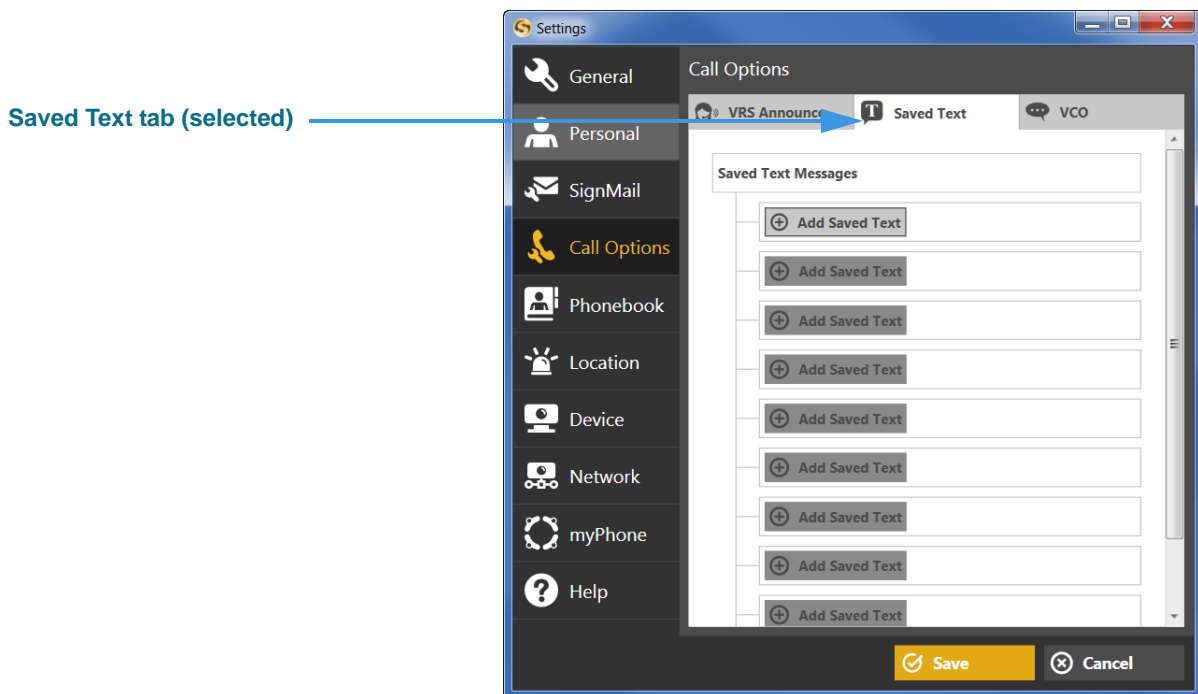 Settings
General
Personal
SignMail
Call Options
Phonebook
Location
Device
Network
myPhone
Help
Saved Text tab (selected)
Call Options
VRS Announce
T Saved Text
VCO
Saved Text Messages
Add Saved Text
Add Saved Text
Add Saved Text
Add Saved Text
Add Saved Text
Add Saved Text
Add Saved Text
Add Saved Text
Add Saved Text
Save
Cancel